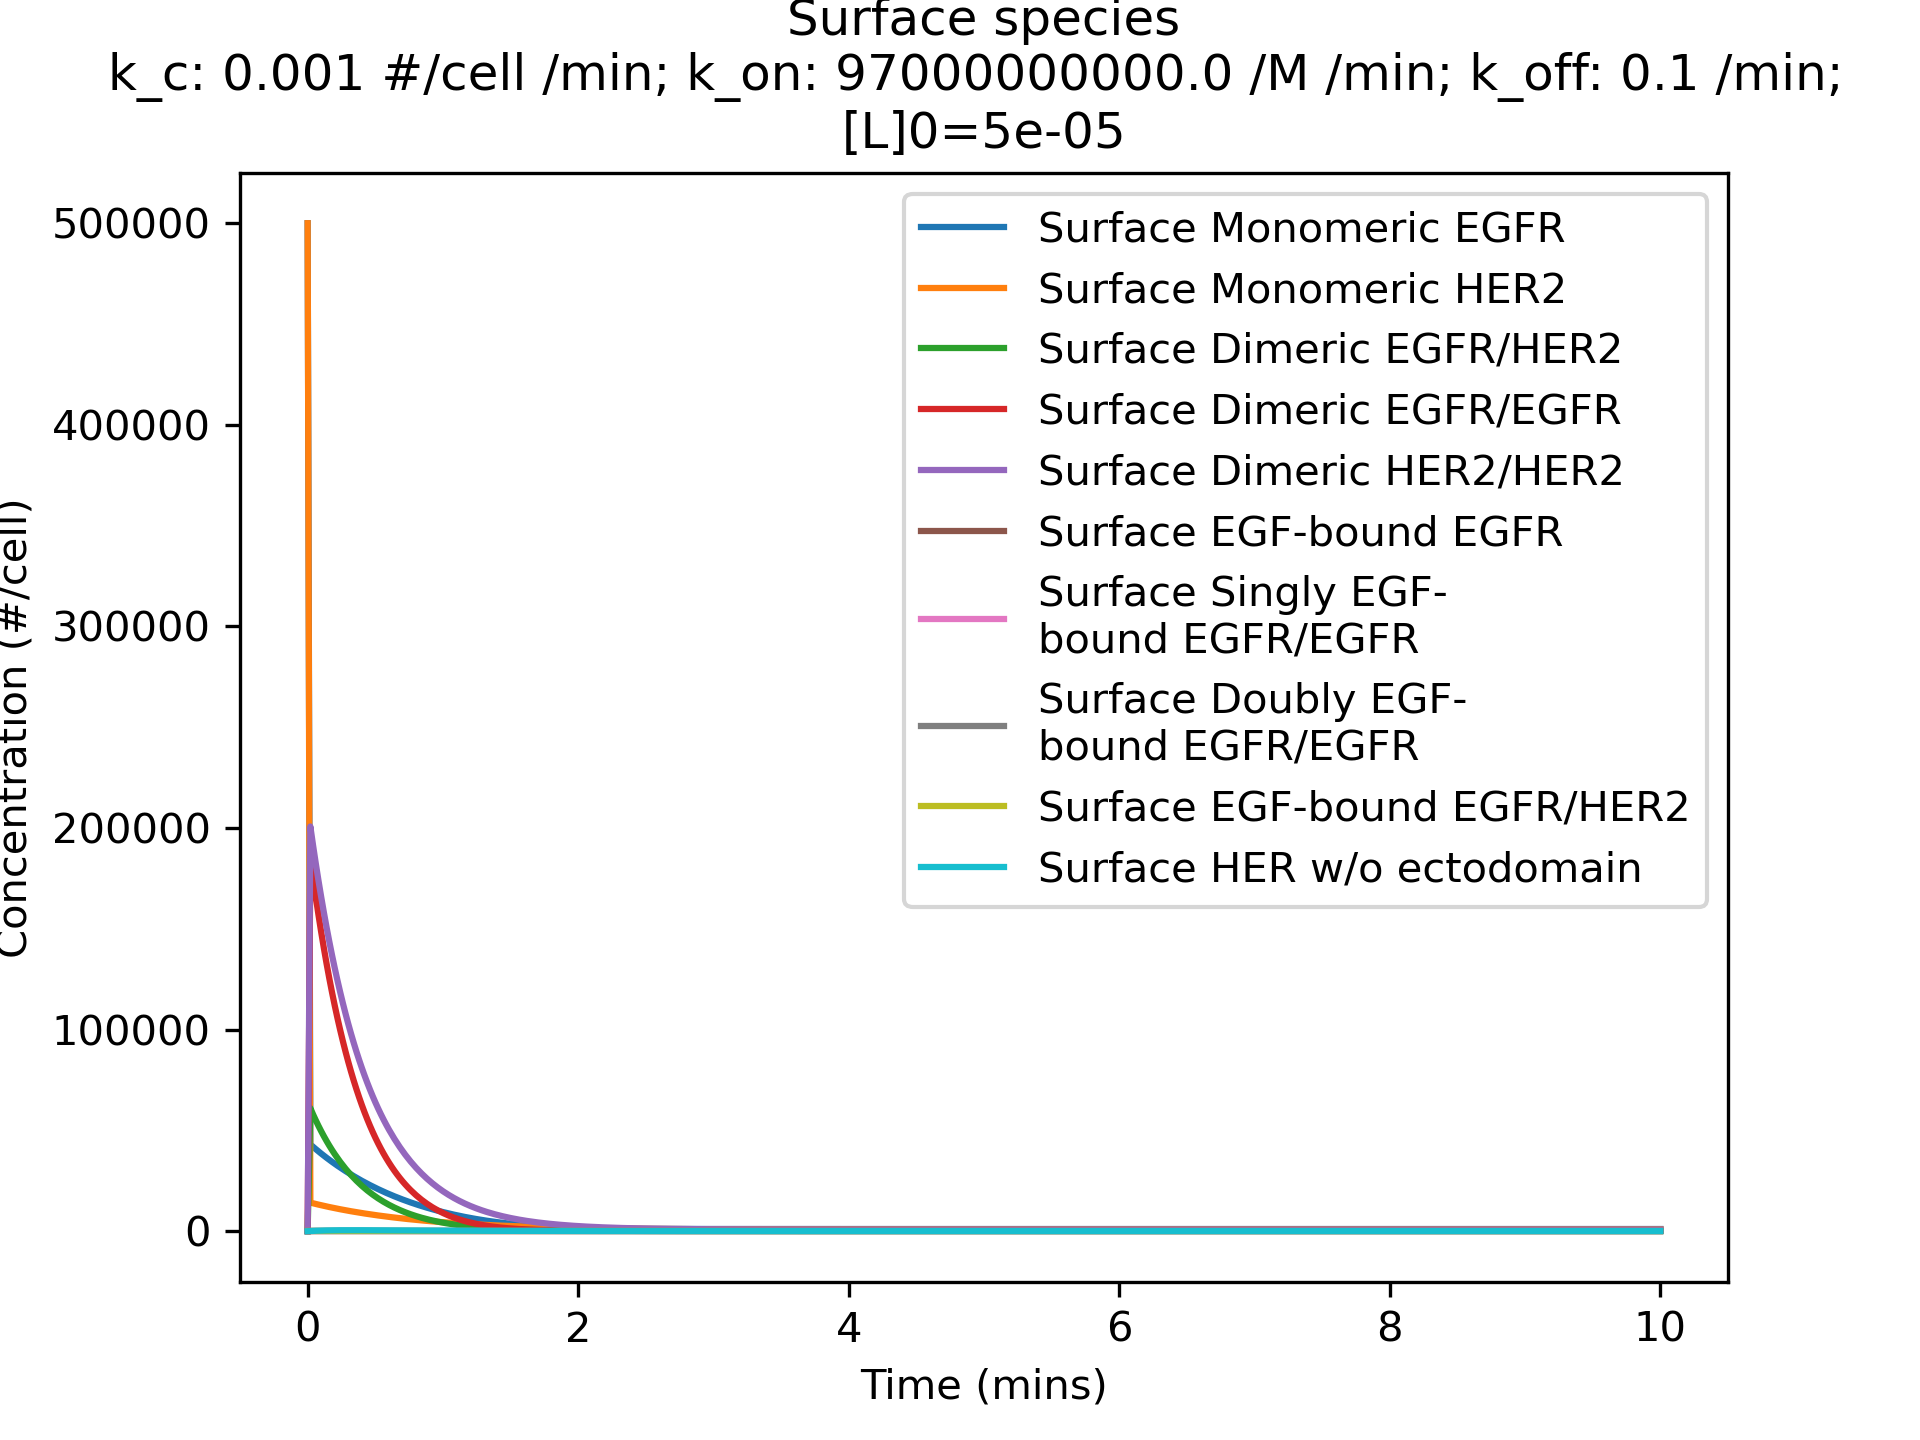 Surface species
k_c: 0.001 #/cell /min; k_on: 97000000000.0 /M /min; k_off: 0.1 /min;
[L]0=5e-05
Concentration (#/cell)
500000
400000
300000
200000
100000
0
Surface Monomeric EGFR
Surface Monomeric HER2
Surface Dimeric EGFR/HER2
Surface Dimeric EGFR/EGFR
Surface Dimeric HER2/HER2
Surface EGF-bound EGFR
Surface Singly EGF-
bound EGFR/EGFR
Surface Doubly EGF-
bound EGFR/EGFR
Surface EGF-bound EGFR/HER2
Surface HER w/o ectodomain
0 2 4 6 8 10
Time (mins)